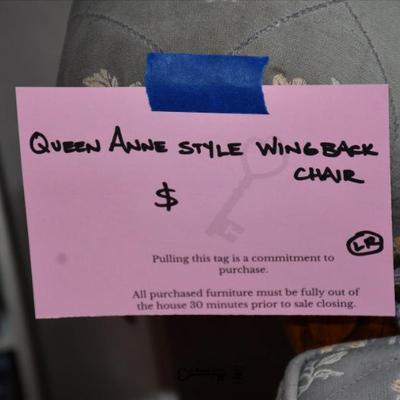 QUEEN ANNE STYLE WINGBACK
CHAIR
$
LR
Pulling this tag is a commitment to
purchase.
All purchased furniture must be fully out of
the house 30 minutes prior to sale closing.